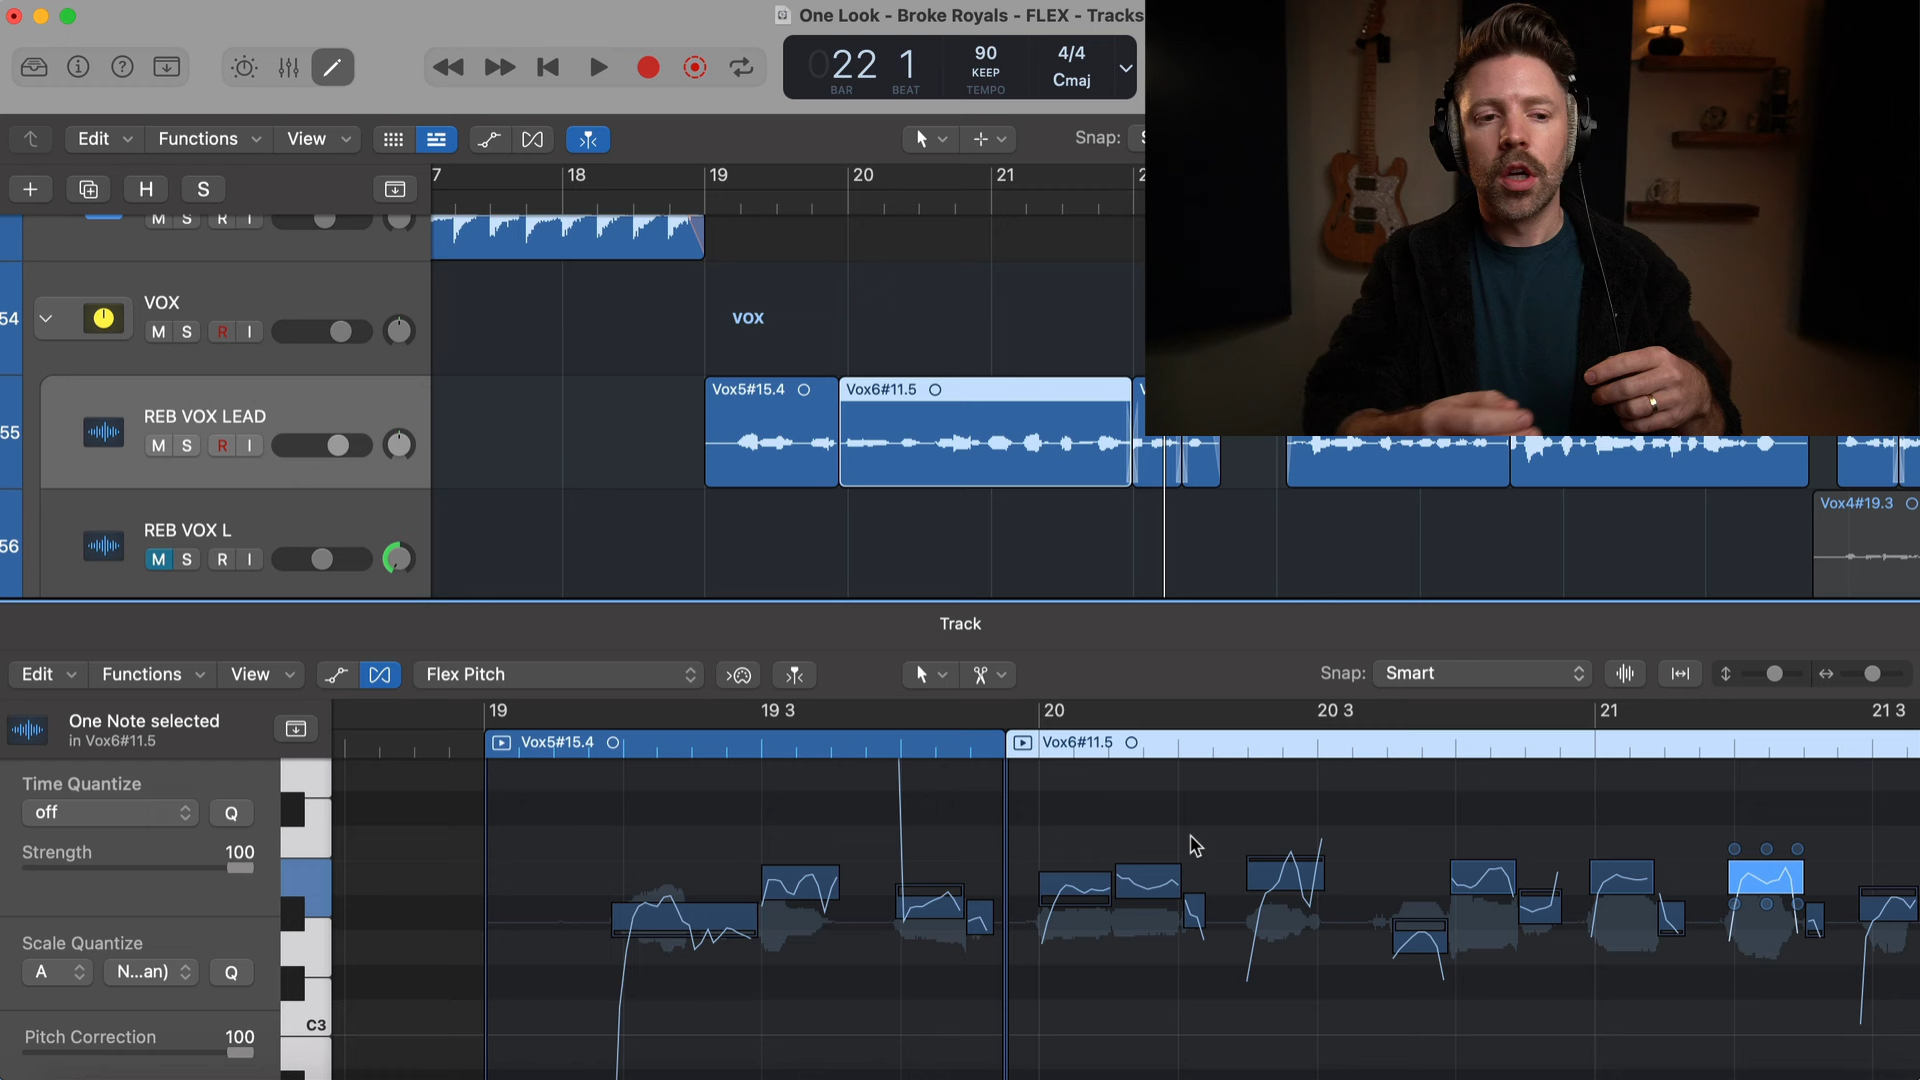 One Look - Broke Royals - FLEX - Tracks
022 1
BAR BEAT
90
KEEP
TEMPO
4/4
Cmaj
Edit Functions View
Snap:
H S
7 18 19 20 21 2
M S R I
54
VOX
M S R I
VOX
55
REB VOX LEAD
M S R I
Vox5#15.4
Vox6#11.5
56
REB VOX L
M S R I
Vox4#19.3
Track
Edit Functions View
Flex Pitch
Snap: Smart
One Note selected
in Vox6#11.5
19 19 3 20 20 3 21 21 3
Vox5#15.4
Vox6#11.5
Time Quantize
off Q
Strength 100
Scale Quantize
A N...an) Q
Pitch Correction 100
C3